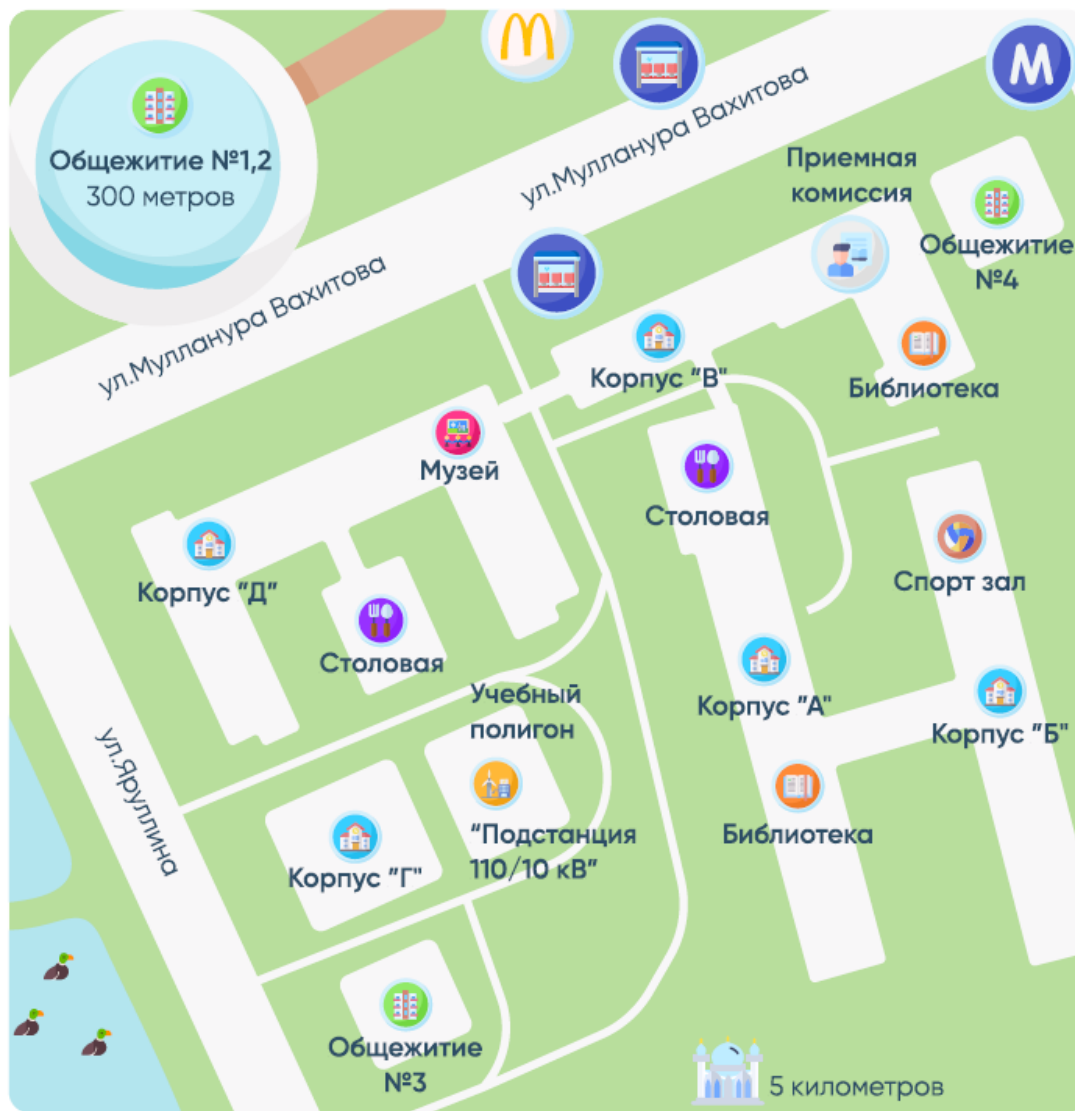 Общежитие №1,2
300 метров
ул.Мулланура Вахитова
Приемная
комиссия
Общежитие
№4
ул.Мулланура Вахитова
Корпус "В"
Библиотека
Музей
Столовая
Корпус "Д"
Спорт зал
Столовая
Учебный
полигон
Корпус "А"
Корпус "Б"
ул.Яруллина
"Подстанция
110/10 кВ"
Библиотека
Корпус "Г"
Общежитие
№3
5 километров